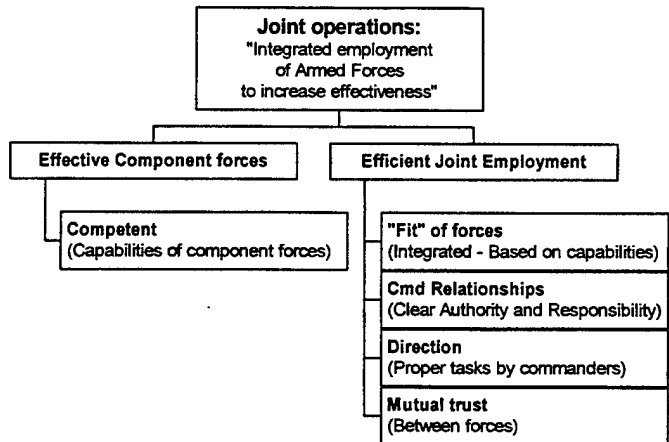 Joint operations:
"Integrated employment
of Armed Forces
to increase effectiveness"
Effective Component forces
Efficient Joint Employment
Competent
(Capabilities of component forces)
"Fit" of forces
(Integrated - Based on capabilities)
Cmd Relationships
(Clear Authority and Responsibility)
Direction
(Proper tasks by commanders)
Mutual trust
(Between forces)